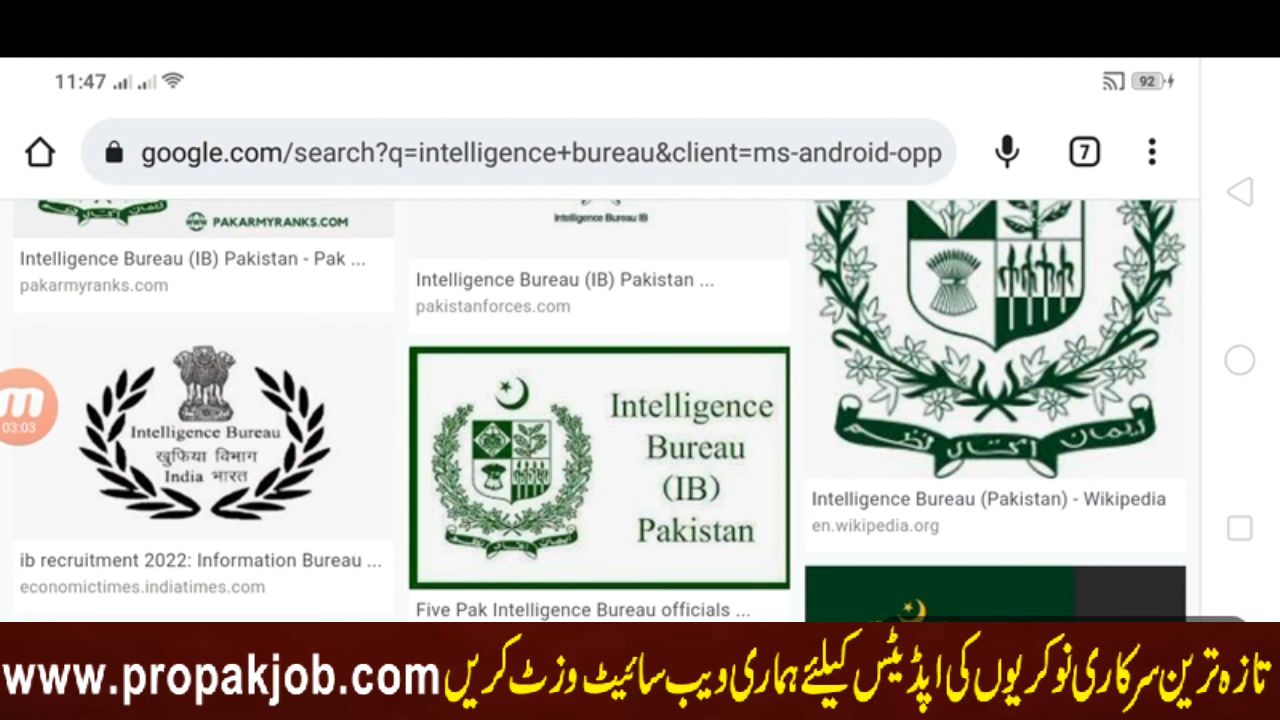 11:47
92
google.com/search?q=intelligence+bureau&client=ms-android-opp
7
PAKARMYRANKS.COM
Intelligence Bureau (IB) Pakistan - Pak ...
pakarmyranks.com
Intelligence Bureau
खुफिया विभाग
India भारत
ib recruitment 2022: Information Bureau ...
economictimes.indiatimes.com
03:03
Intelligence Bureau IB
Intelligence Bureau (IB) Pakistan ...
pakistanforces.com
Intelligence
Bureau
(IB)
Pakistan
Five Pak Intelligence Bureau officials ...
ایمان اتحاد نظم
Intelligence Bureau (Pakistan) - Wikipedia
en.wikipedia.org
تازہ ترین سرکاری نوکریوں کی اپڈیٹس کیلئے ہماری ویب سائیٹ وزٹ کریں www.propakjob.com